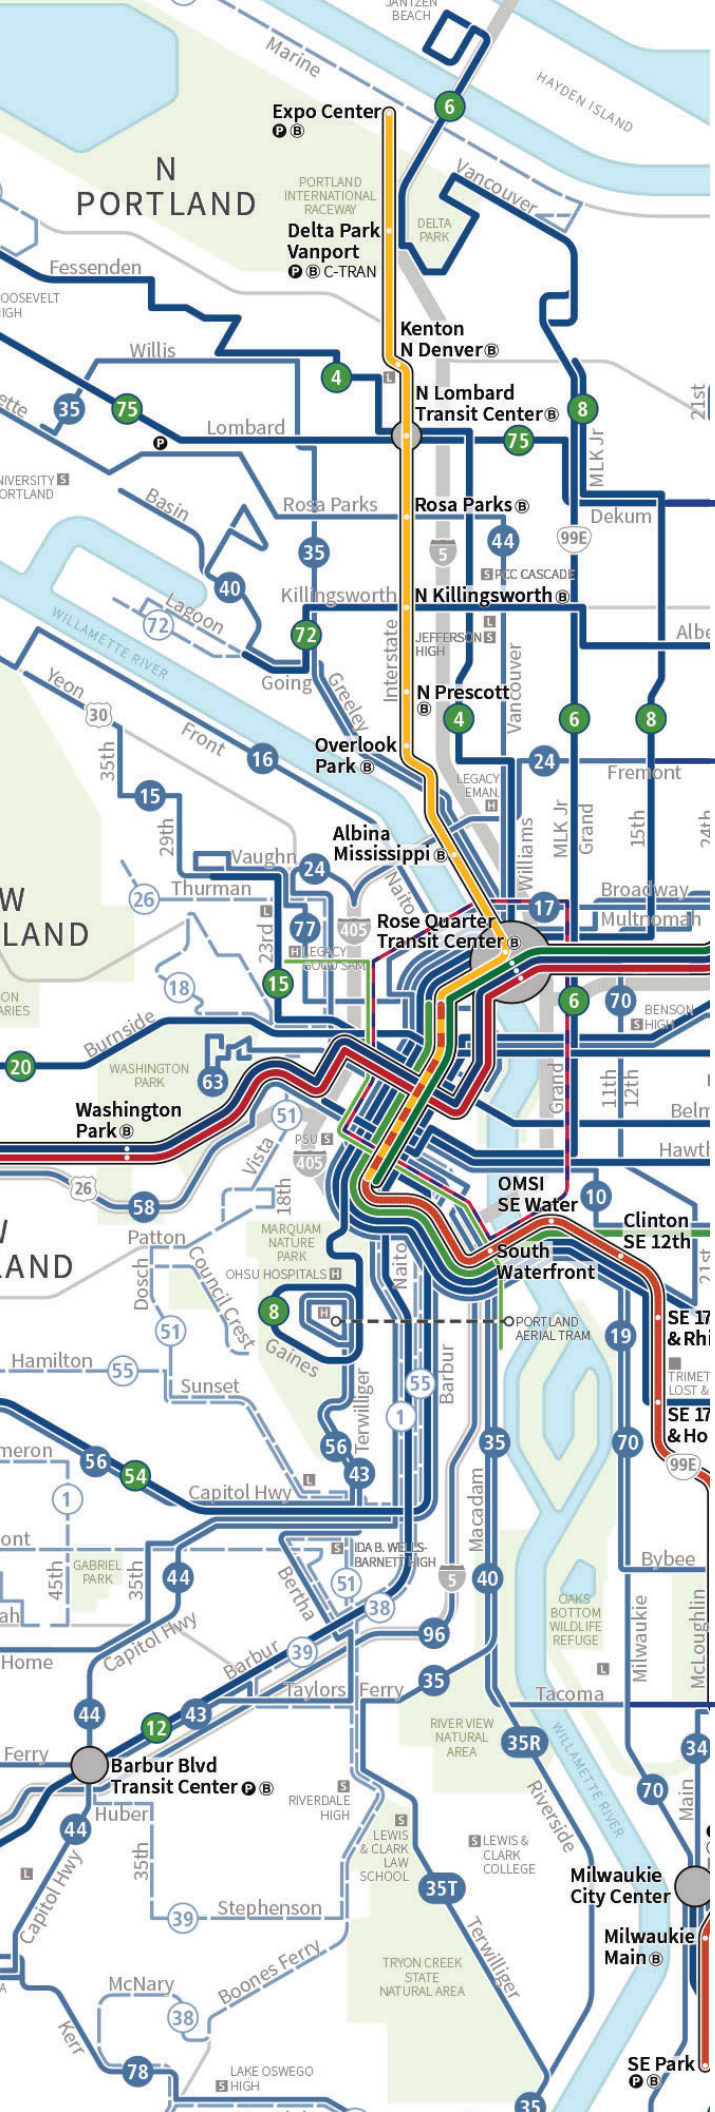 JANTZEN
BEACH
Marine
HAYDEN ISLAND
6
Expo Center
P B
N
PORTLAND
PORTLAND
INTERNATIONAL
RACEWAY
Vancouver
DELTA
PARK
Delta Park
Vanport
P B C-TRAN
Fessenden
OOSEVELT
IGH
Kenton
N Denver B
Willis
4
L
21st
ette
35
75
N Lombard
Transit Center B
8
Lombard
P
75
MLK Jr
NIVERSITY S
ORTLAND
Basin
Rosa Parks
Rosa Parks B
Dekum
35
5
44
99E
40
S PCC CASCADE
Killingsworth
N Killingsworth B
Lagoon
72
72
WILLAMETTE RIVER
L
JEFFERSON S
HIGH
Albe
Interstate
Vancouver
Going
Greeley
Yeon
N Prescott
B
30
4
6
8
35th
Front
16
Overlook
Park B
24
Fremont
LEGACY
EMAN.
H
15
29th
Albina
Mississippi B
Williams
MLK Jr
Grand
15th
24th
Vaughn
24
Thurman
Naito
26
W
LAND
L
23rd
77
405
17
Broadway
Multnomah
Rose Quarter
Transit Center B
H LEGACY
GOOD SAM.
18
15
6
70
ON
ARIES
BENSON
S HIGH
Burnside
20
WASHINGTON
PARK
63
Grand
11th
12th
Washington
Park B
51
Belm
PSU S
405
Vista
Hawth
26
58
18th
OMSI
SE Water
10
Clinton
SE 12th
W
LAND
Patton
MARQUAM
NATURE
PARK
Naito
South
Waterfront
21st
Dosch
Council Crest
OHSU HOSPITALS H
8
H
PORTLAND
AERIAL TRAM
SE 17
& Rhi
51
Gaines
19
Hamilton
55
Sunset
Terwilliger
55
Barbur
TRIMET
LOST &
1
SE 17
& Ho
56
35
70
meron
56
54
43
99E
L
1
Capitol Hwy
Macadam
ont
S IDA B. WELLS-
BARNETT HIGH
Bybee
45th
GABRIEL
PARK
35th
44
Bertha
51
5
40
38
OAKS
BOTTOM
WILDLIFE
REFUGE
Milwaukie
McLoughlin
ah
Home
Capitol Hwy
96
Barbur
39
L
Taylors Ferry
35
Tacoma
44
12
43
RIVER VIEW
NATURAL
AREA
35R
34
Ferry
Barbur Blvd
Transit Center P B
WILLAMETTE RIVER
70
Main
Huber
S
RIVERDALE
HIGH
Riverside
44
S
LEWIS
& CLARK
LAW
SCHOOL
S LEWIS &
CLARK
COLLEGE
35th
L
Capitol Hwy
35T
Milwaukie
City Center
39
Stephenson
Terwilliger
Milwaukie
Main B
Boones Ferry
TRYON CREEK
STATE
NATURAL AREA
McNary
38
Kerr
78
LAKE OSWEGO
S HIGH
SE Park
P B
35